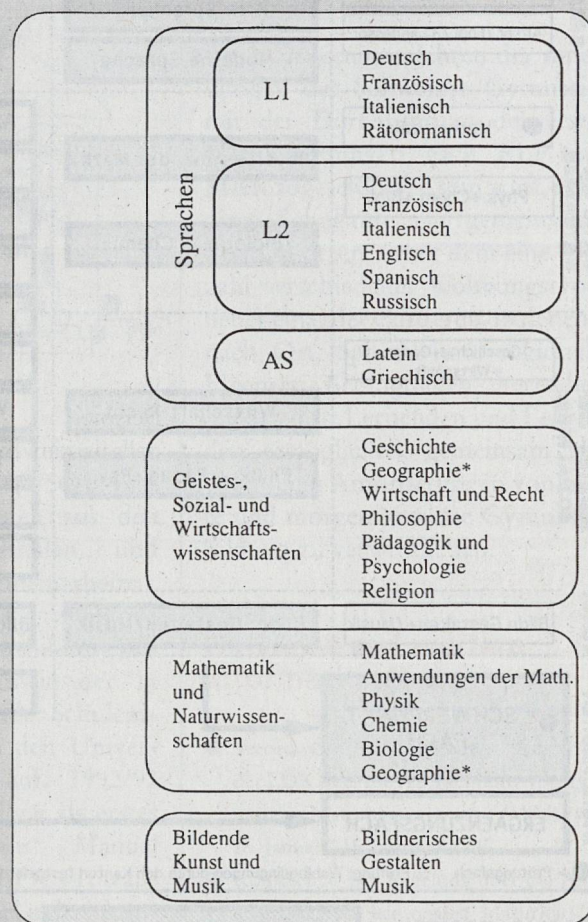 Sprachen
L1
Deutsch
Französisch
Italienisch
Rätoromanisch
L2
Deutsch
Französisch
Italienisch
Englisch
Spanisch
Russisch
AS
Latein
Griechisch
Geistes-,
Sozial- und
Wirtschafts-
wissenschaften
Geschichte
Geographie*
Wirtschaft und Recht
Philosophie
Pädagogik und
Psychologie
Religion
Mathematik
und
Naturwissen-
schaften
Mathematik
Anwendungen der Math.
Physik
Chemie
Biologie
Geographie*
Bildende
Kunst und
Musik
Bildnerisches
Gestalten
Musik